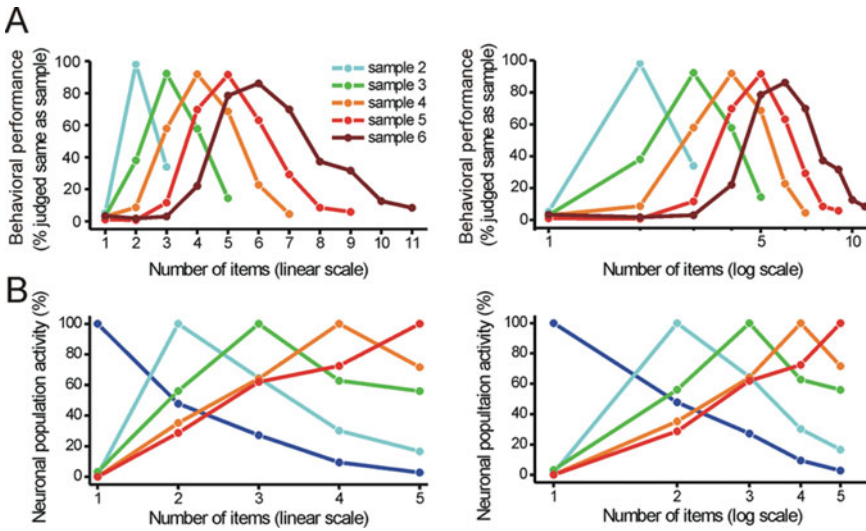 A
Behavioral performance
(% judged same as sample)
100
80
60
40
20
0
sample 2
sample 3
sample 4
sample 5
sample 6
1 2 3 4 5 6 7 8 9 10 11
Number of items (linear scale)
Behavioral performance
(% judged same as sample)
100
80
60
40
20
0
1 5 10
Number of items (log scale)
B
Neuronal population activity (%)
100
80
60
40
20
0
1 2 3 4 5
Number of items (linear scale)
Neuronal popultaion activity (%)
100
80
60
40
20
0
1 2 3 4 5
Number of items (log scale)